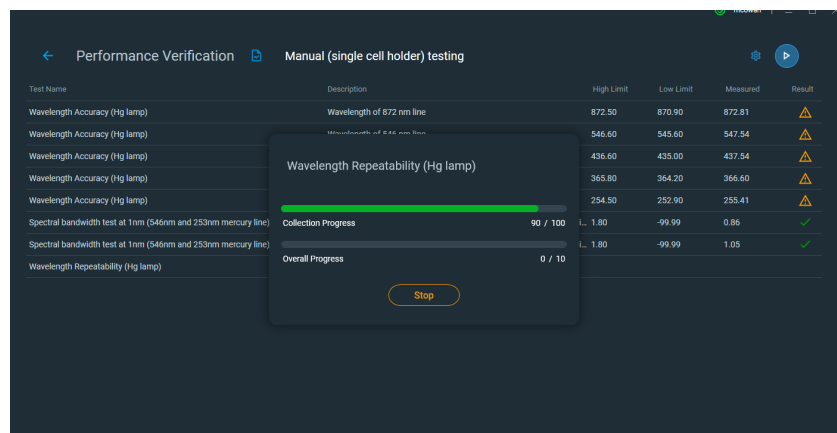 Performance Verification Manual (single cell holder) testing
Test Name Description High Limit Low Limit Measured Result
Wavelength Accuracy (Hg lamp) Wavelength of 872 nm line 872.50 870.90 872.81
Wavelength Accuracy (Hg lamp) Wavelength of 546 nm line 546.60 545.60 547.54
Wavelength Accuracy (Hg lamp) 436.60 435.00 437.54
Wavelength Accuracy (Hg lamp) 365.80 364.20 366.60
Wavelength Accuracy (Hg lamp) 254.50 252.90 255.41
Spectral bandwidth test at 1nm (546nm and 253nm mercury line) i... 1.80 -99.99 0.86
Spectral bandwidth test at 1nm (546nm and 253nm mercury line) i... 1.80 -99.99 1.05
Wavelength Repeatability (Hg lamp)
Wavelength Repeatability (Hg lamp)
Collection Progress 90 / 100
Overall Progress 0 / 10
Stop